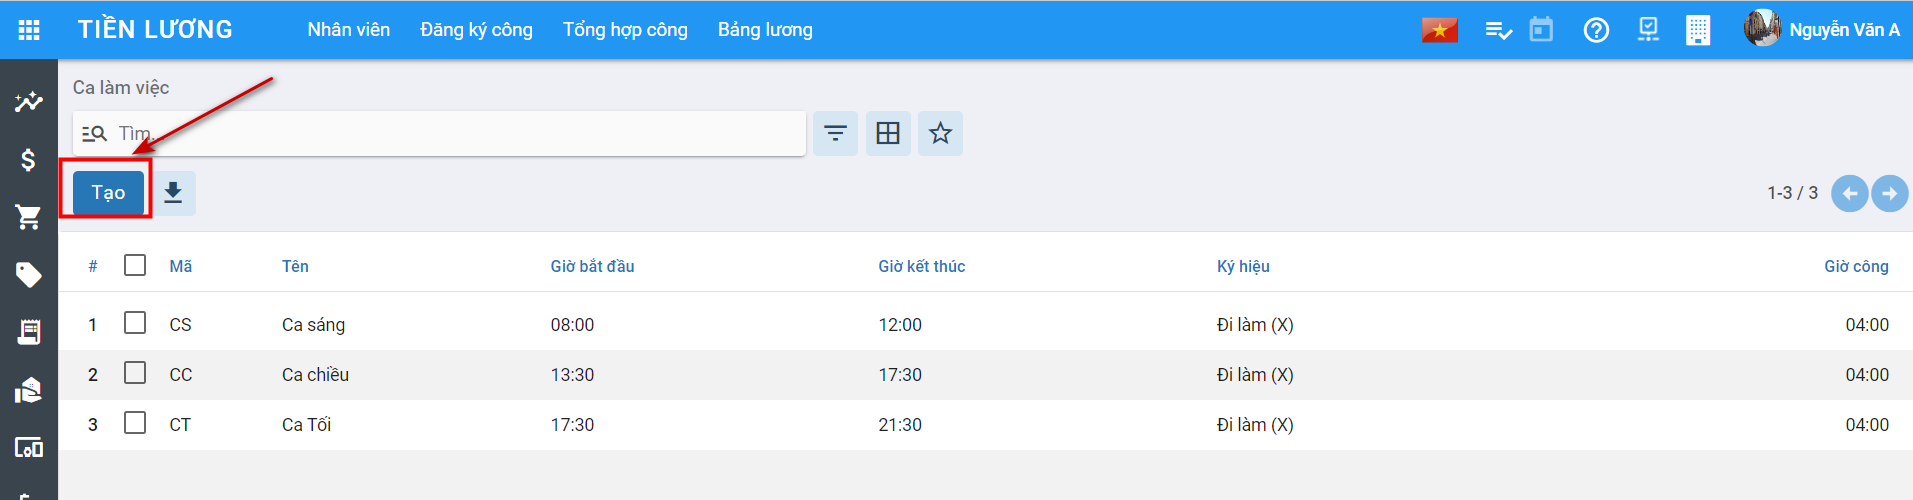 TIỀN LƯƠNG Nhân viên Đăng ký công Tổng hợp công Bảng lương Nguyễn Văn A
Ca làm việc
Tìm...
Tạo 1-3 / 3
# Mã Tên Giờ bắt đầu Giờ kết thúc Ký hiệu Giờ công
1 CS Ca sáng 08:00 12:00 Đi làm (X) 04:00
2 CC Ca chiều 13:30 17:30 Đi làm (X) 04:00
3 CT Ca Tối 17:30 21:30 Đi làm (X) 04:00